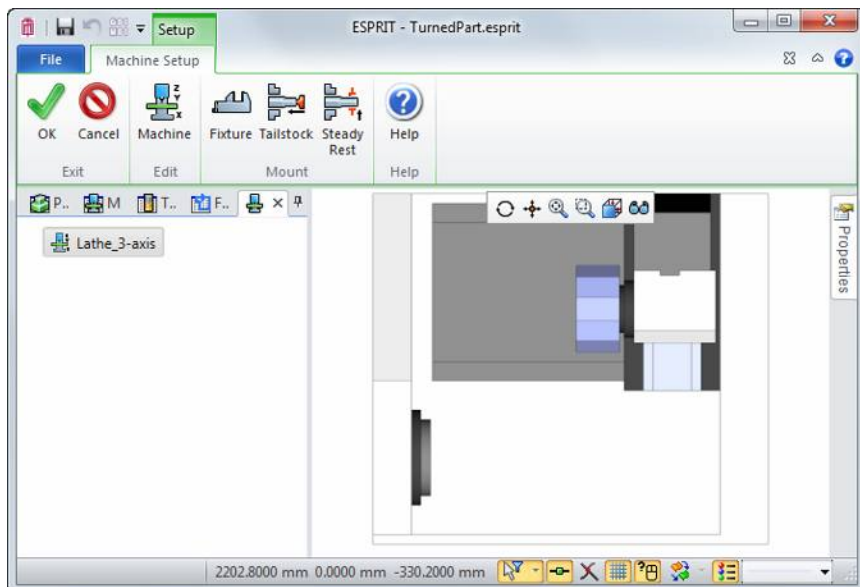 Setup
ESPRIT - TurnedPart.esprit
File
Machine Setup
OK
Cancel
Machine
Fixture
Tailstock
Steady
Rest
Help
Exit
Edit
Mount
Help
P..
M
T..
F..
Lathe_3-axis
Properties
2202.8000 mm 0.0000 mm -330.2000 mm